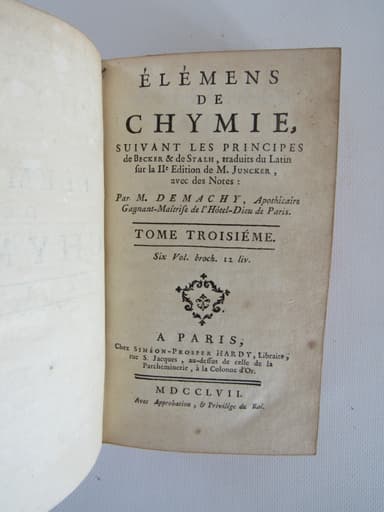 ÉLÉMENS
DE
CHYMIE,
SUIVANT LES PRINCIPES
de BECKER & de STALH, traduits du Latin
sur la IIe Edition de M. JUNCKER,
avec des Notes:
Par M. DEMACHY, Apothicaire
Gagnant-Maîtrise de l'Hôtel-Dieu de Paris.
TOME TROISIÉME.
Six Vol. broch. 12 liv.
A PARIS,
Chez SIMÉON-PROSPER HARDY, Libraire,
rue S. Jacques, au-dessus de celle de la
Parcheminerie, à la Colonne d'Or.
MDCCLVII.
Avec Approbation, & Privilége du Roi.